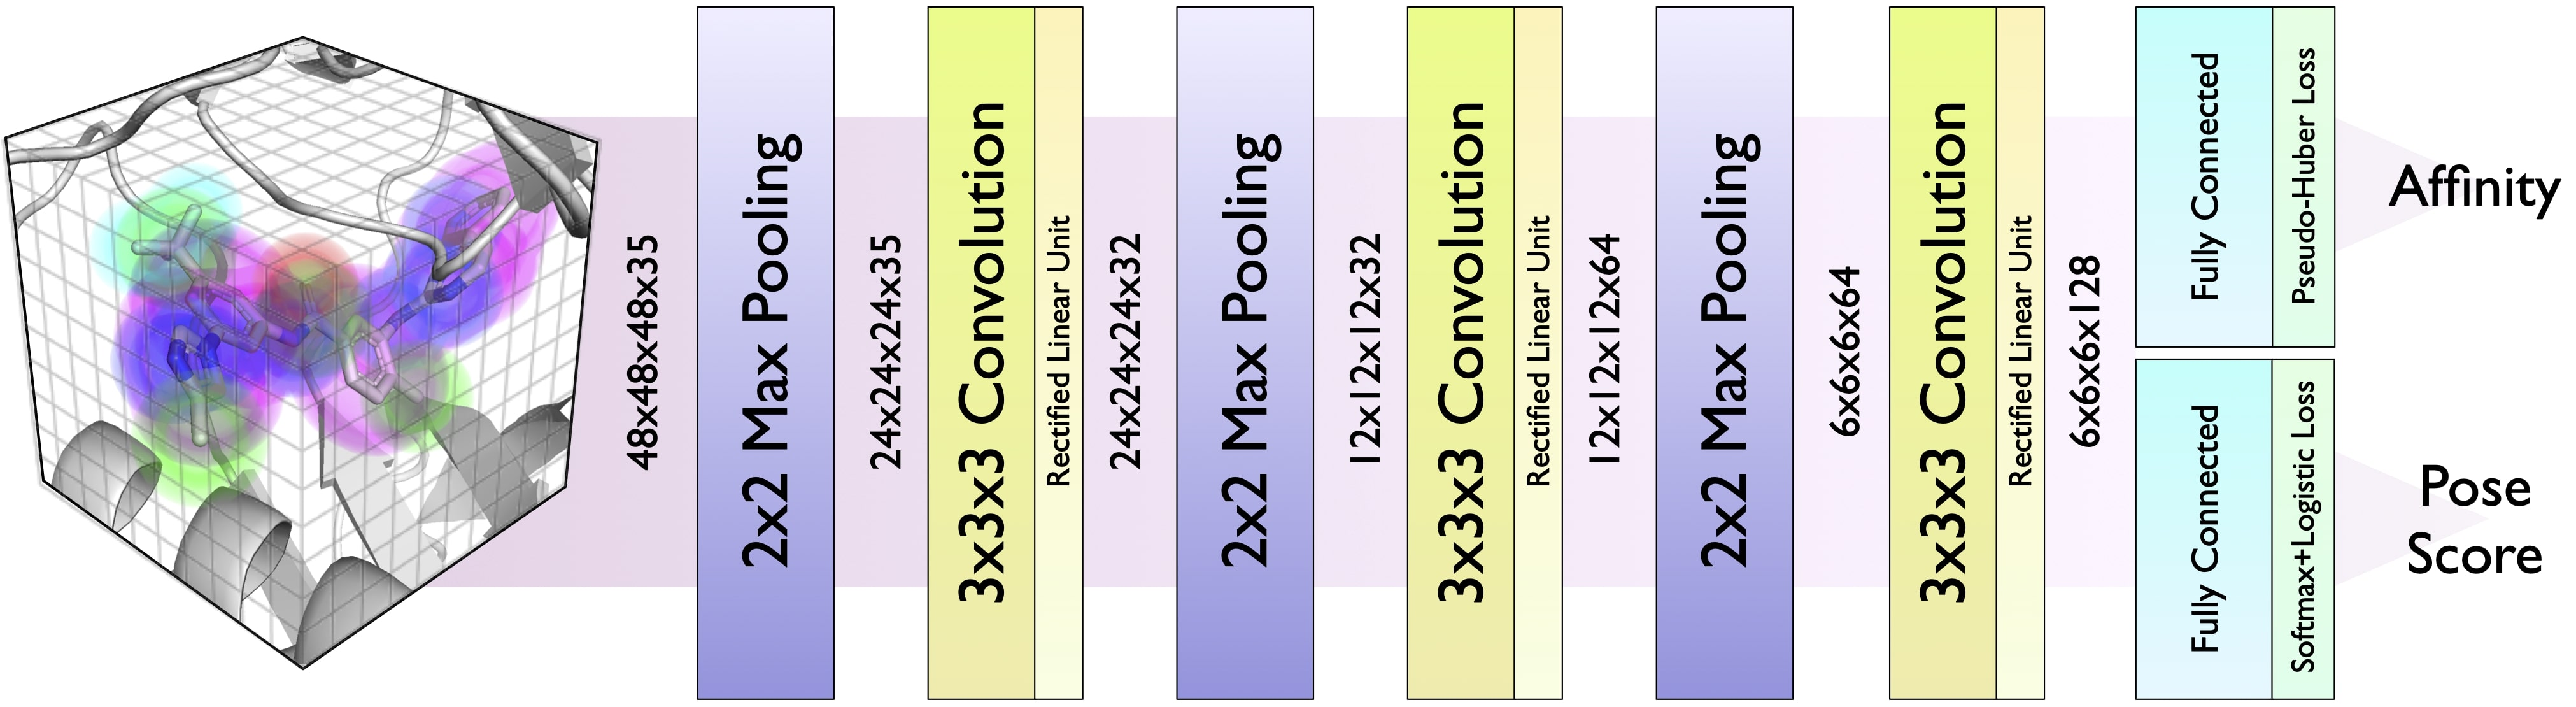 48x48x48x35
2x2 Max Pooling
24x24x24x35
3x3x3 Convolution
Rectified Linear Unit
24x24x24x32
2x2 Max Pooling
12x12x12x32
3x3x3 Convolution
Rectified Linear Unit
12x12x12x64
2x2 Max Pooling
6x6x6x64
3x3x3 Convolution
Rectified Linear Unit
6x6x6x128
Fully Connected
Pseudo-Huber Loss
Affinity
Fully Connected
Softmax+Logistic Loss
Pose
Score